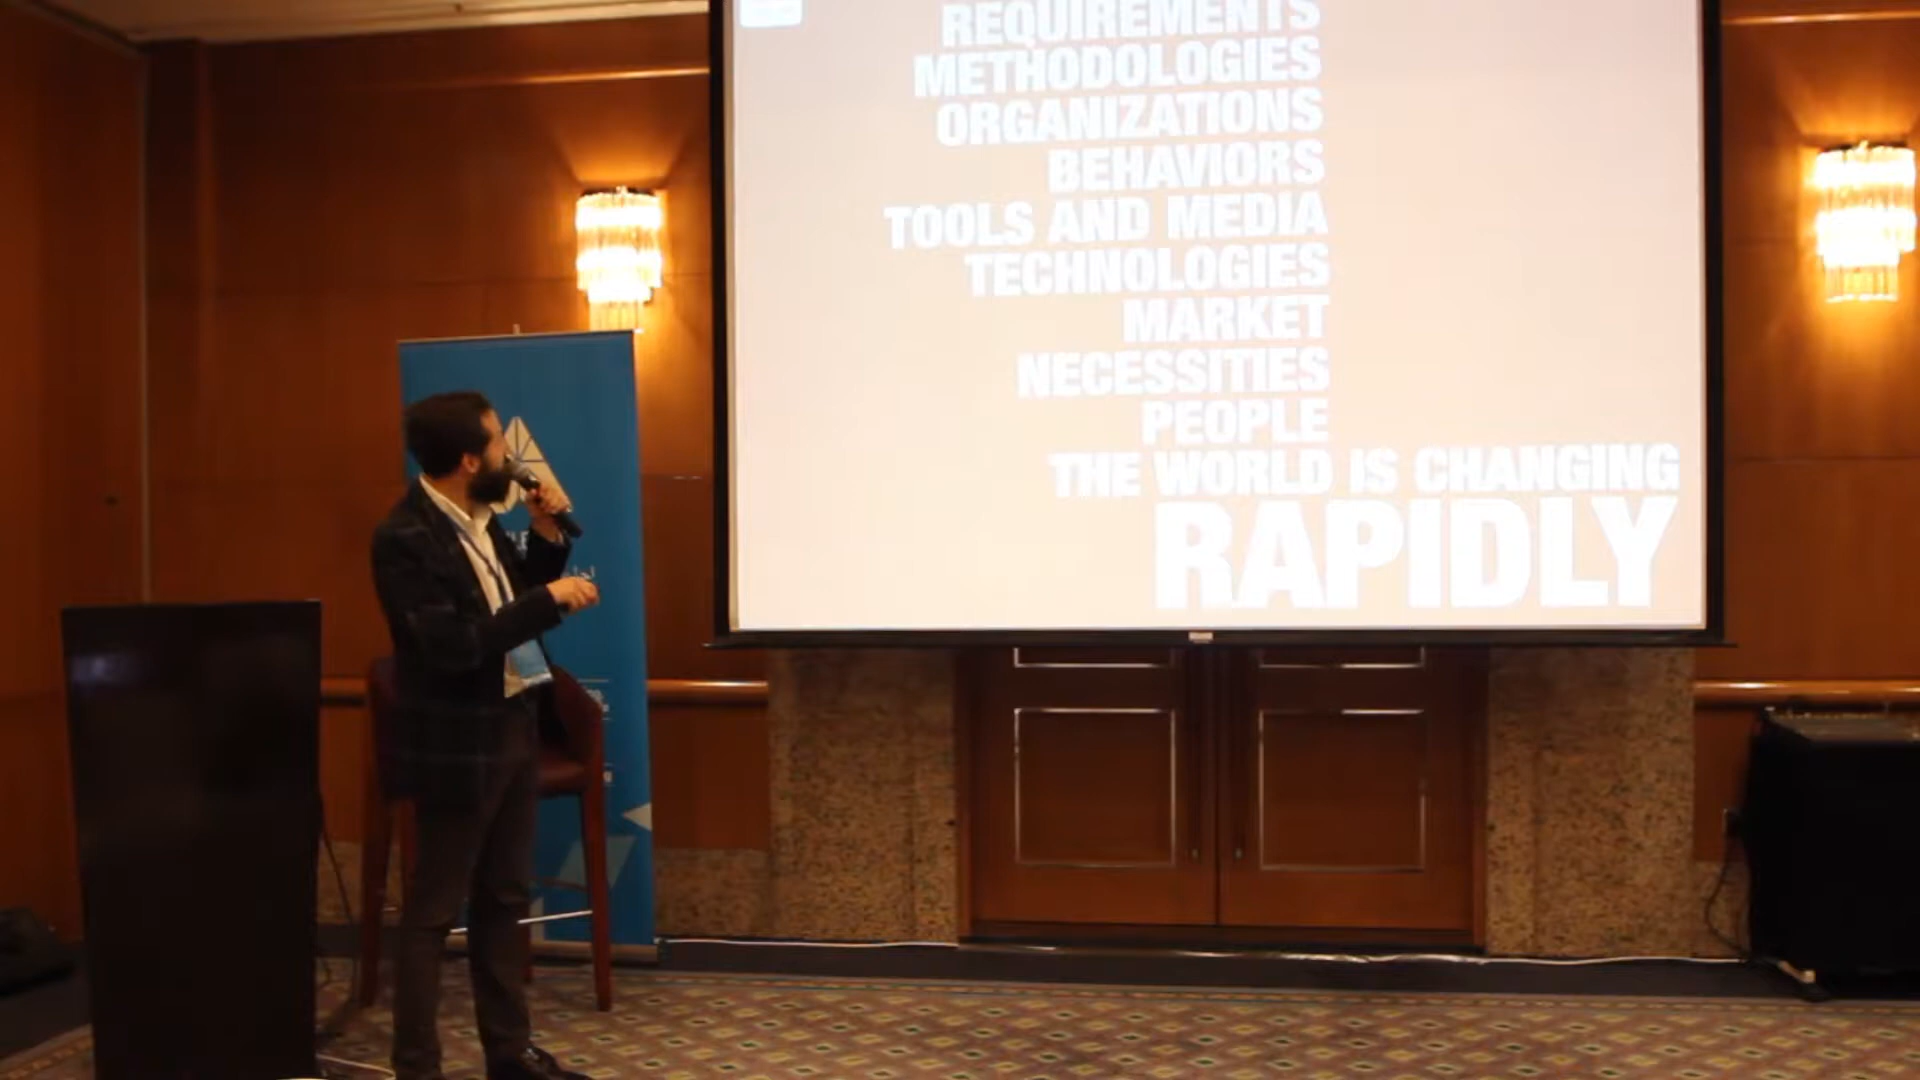 REQUIREMENTS
METHODOLOGIES
ORGANIZATIONS
BEHAVIORS
TOOLS AND MEDIA
TECHNOLOGIES
MARKET
NECESSITIES
PEOPLE
THE WORLD IS CHANGING
RAPIDLY